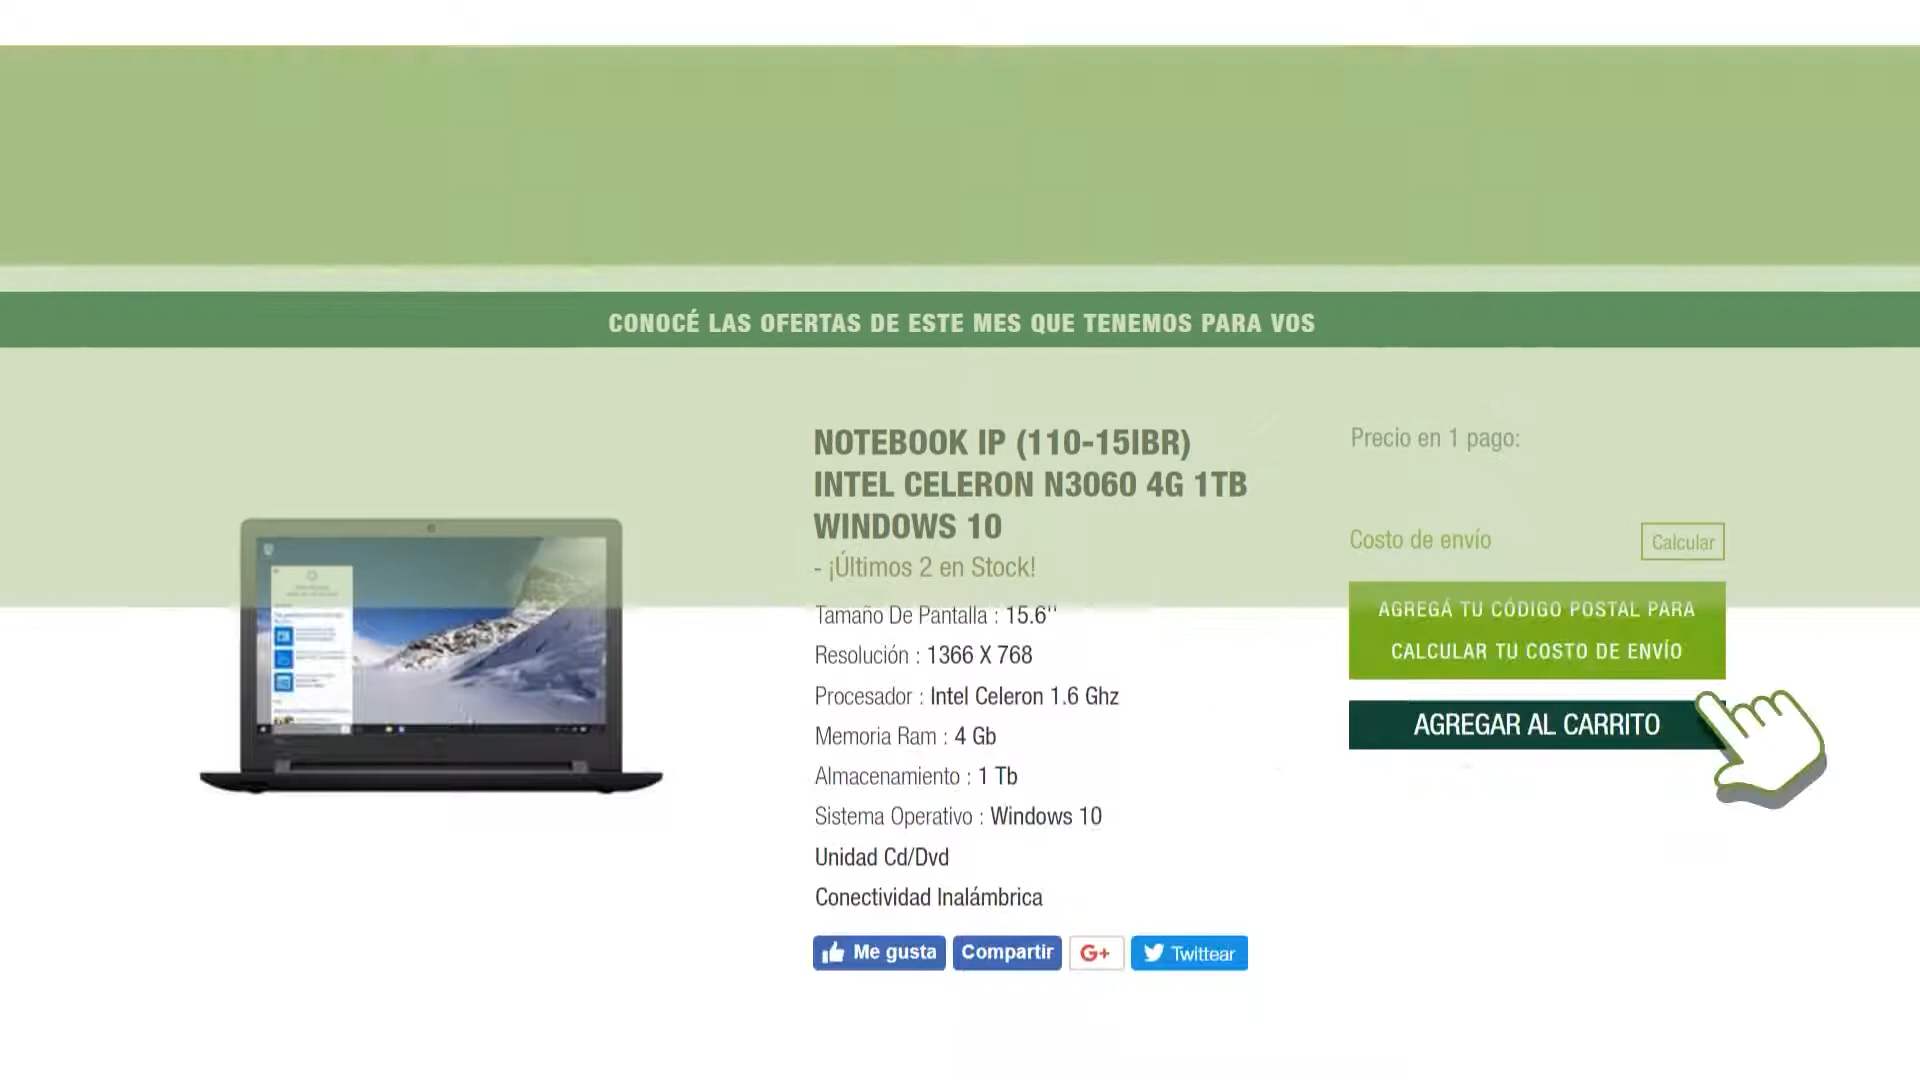 CONOCÉ LAS OFERTAS DE ESTE MES QUE TENEMOS PARA VOS
NOTEBOOK IP (110-15IBR)
INTEL CELERON N3060 4G 1TB
WINDOWS 10
- ¡Últimos 2 en Stock!
Tamaño De Pantalla : 15.6''
Resolución : 1366 X 768
Procesador : Intel Celeron 1.6 Ghz
Memoria Ram : 4 Gb
Almacenamiento : 1 Tb
Sistema Operativo : Windows 10
Unidad Cd/Dvd
Conectividad Inalámbrica
Me gusta Compartir G+ Twittear
Precio en 1 pago:
Costo de envío Calcular
AGREGÁ TU CÓDIGO POSTAL PARA
CALCULAR TU COSTO DE ENVÍO
AGREGAR AL CARRITO